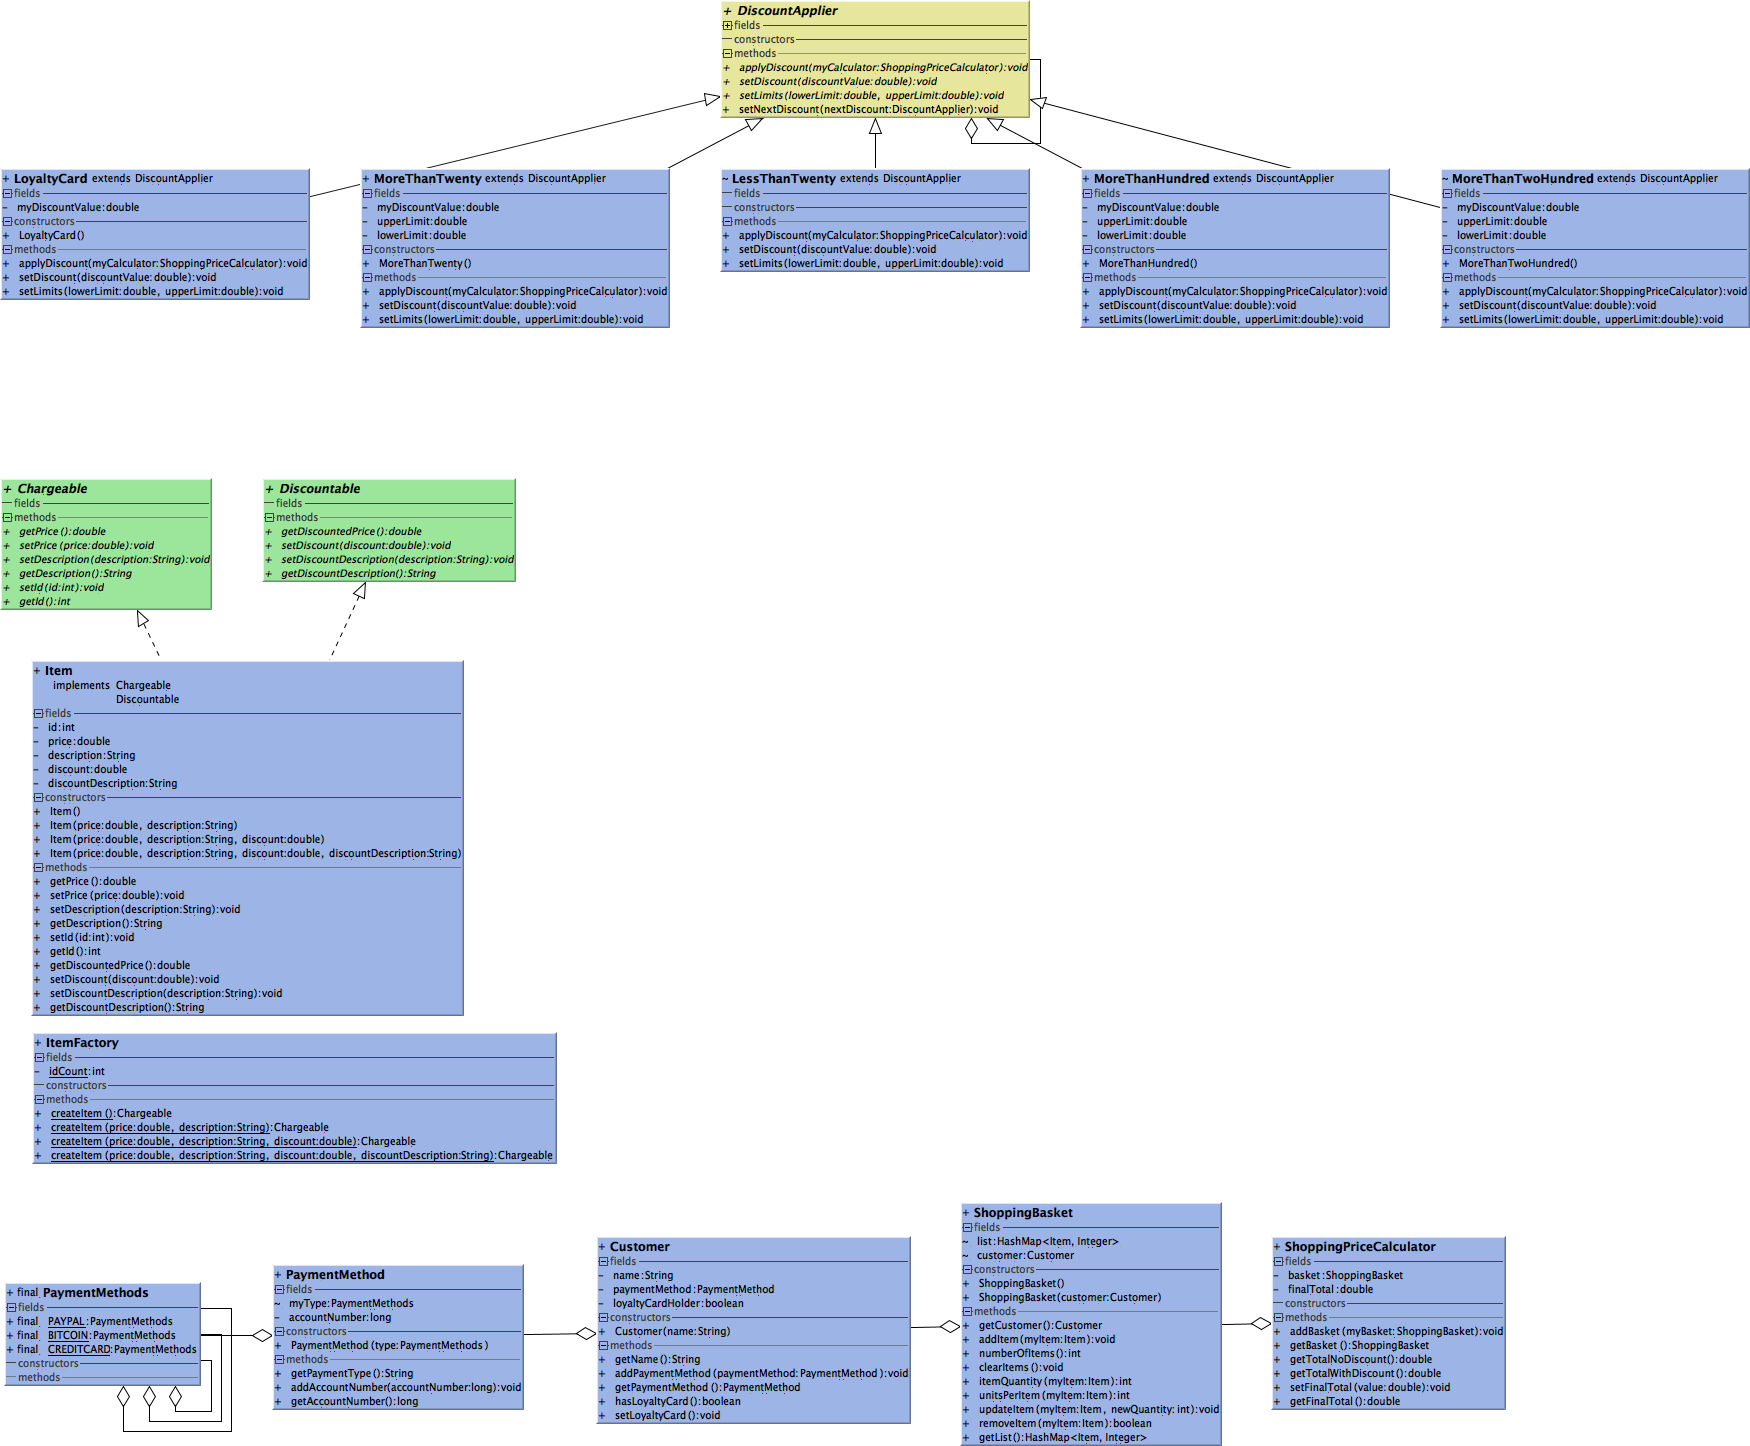 + DiscountApplier
fields
constructors
methods
+ applyDiscount(myCalculator:ShoppingPriceCalculator):void
+ setDiscount(discountValue:double):void
+ setLimits(lowerLimit:double, upperLimit:double):void
+ setNextDiscount(nextDiscount:DiscountApplier):void
+ LoyaltyCard extends DiscountApplier
fields
- myDiscountValue:double
constructors
+ LoyaltyCard()
methods
+ applyDiscount(myCalculator:ShoppingPriceCalculator):void
+ setDiscount(discountValue:double):void
+ setLimits(lowerLimit:double, upperLimit:double):void
+ MoreThanTwenty extends DiscountApplier
fields
- myDiscountValue:double
- upperLimit:double
- lowerLimit:double
constructors
+ MoreThanTwenty()
methods
+ applyDiscount(myCalculator:ShoppingPriceCalculator):void
+ setDiscount(discountValue:double):void
+ setLimits(lowerLimit:double, upperLimit:double):void
~ LessThanTwenty extends DiscountApplier
fields
constructors
methods
+ applyDiscount(myCalculator:ShoppingPriceCalculator):void
+ setDiscount(discountValue:double):void
+ setLimits(lowerLimit:double, upperLimit:double):void
+ MoreThanHundred extends DiscountApplier
fields
- myDiscountValue:double
- upperLimit:double
- lowerLimit:double
constructors
+ MoreThanHundred()
methods
+ applyDiscount(myCalculator:ShoppingPriceCalculator):void
+ setDiscount(discountValue:double):void
+ setLimits(lowerLimit:double, upperLimit:double):void
~ MoreThanTwoHundred extends DiscountApplier
fields
- myDiscountValue:double
- upperLimit:double
- lowerLimit:double
constructors
+ MoreThanTwoHundred()
methods
+ applyDiscount(myCalculator:ShoppingPriceCalculator):void
+ setDiscount(discountValue:double):void
+ setLimits(lowerLimit:double, upperLimit:double):void
+ Chargeable
fields
methods
+ getPrice():double
+ setPrice(price:double):void
+ setDescription(description:String):void
+ getDescription():String
+ setId(id:int):void
+ getId():int
+ Discountable
fields
methods
+ getDiscountedPrice():double
+ setDiscount(discount:double):void
+ setDiscountDescription(description:String):void
+ getDiscountDescription():String
+ Item
implements Chargeable
Discountable
fields
- id:int
- price:double
- description:String
- discount:double
- discountDescription:String
constructors
+ Item()
+ Item(price:double, description:String)
+ Item(price:double, description:String, discount:double)
+ Item(price:double, description:String, discount:double, discountDescription:String)
methods
+ getPrice():double
+ setPrice(price:double):void
+ setDescription(description:String):void
+ getDescription():String
+ setId(id:int):void
+ getId():int
+ getDiscountedPrice():double
+ setDiscount(discount:double):void
+ setDiscountDescription(description:String):void
+ getDiscountDescription():String
+ ItemFactory
fields
- idCount:int
constructors
methods
+ createItem():Chargeable
+ createItem(price:double, description:String):Chargeable
+ createItem(price:double, description:String, discount:double):Chargeable
+ createItem(price:double, description:String, discount:double, discountDescription:String):Chargeable
+ final PaymentMethods
fields
+ final PAYPAL:PaymentMethods
+ final BITCOIN:PaymentMethods
+ final CREDITCARD:PaymentMethods
constructors
methods
+ PaymentMethod
fields
~ myType:PaymentMethods
- accountNumber:long
constructors
+ PaymentMethod(type:PaymentMethods)
methods
+ getPaymentType():String
+ addAccountNumber(accountNumber:long):void
+ getAccountNumber():long
+ Customer
fields
- name:String
- paymentMethod:PaymentMethod
- loyaltyCardHolder:boolean
constructors
+ Customer(name:String)
methods
+ getName():String
+ addPaymentMethod(paymentMethod:PaymentMethod):void
+ getPaymentMethod():PaymentMethod
+ hasLoyaltyCard():boolean
+ setLoyaltyCard():void
+ ShoppingBasket
fields
~ list:HashMap<Item, Integer>
~ customer:Customer
constructors
+ ShoppingBasket()
+ ShoppingBasket(customer:Customer)
methods
+ getCustomer():Customer
+ addItem(myItem:Item):void
+ numberOfItems():int
+ clearItems():void
+ itemQuantity(myItem:Item):int
+ unitsPerItem(myItem:Item):int
+ updateItem(myItem:Item, newQuantity:int):void
+ removeItem(myItem:Item):boolean
+ getList():HashMap<Item, Integer>
+ ShoppingPriceCalculator
fields
- basket:ShoppingBasket
- finalTotal:double
constructors
methods
+ addBasket(myBasket:ShoppingBasket):void
+ getBasket():ShoppingBasket
+ getTotalNoDiscount():double
+ getTotalWithDiscount():double
+ setFinalTotal(value:double):void
+ getFinalTotal():double